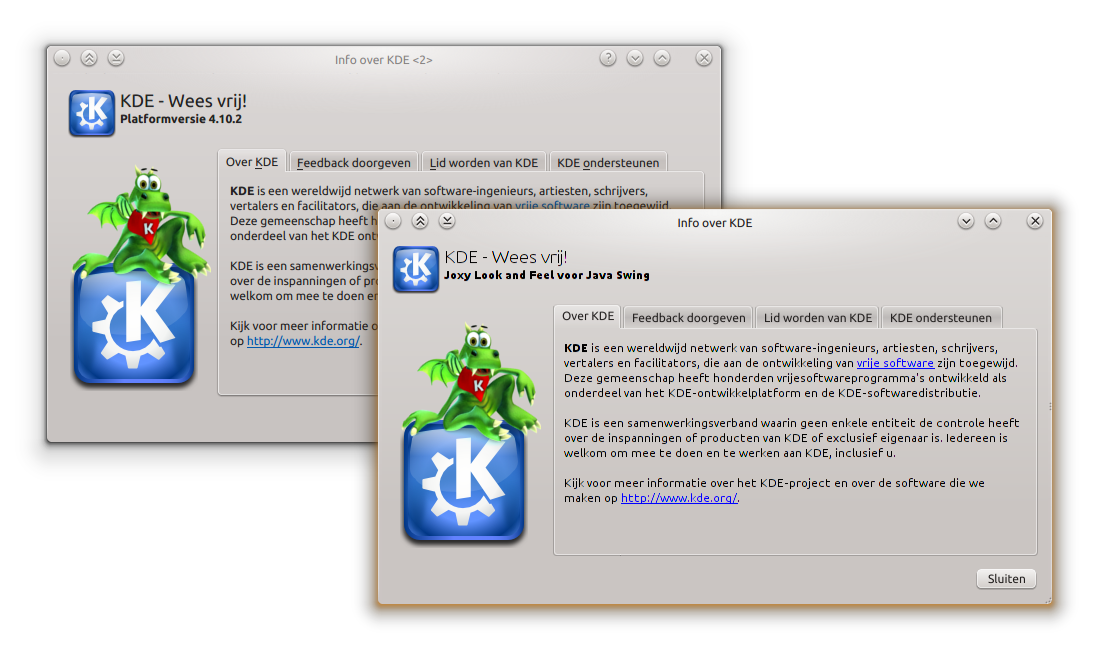 Info over KDE <2>
KDE - Wees vrij!
Platformversie 4.10.2
Over KDE
Feedback doorgeven
Lid worden van KDE
KDE ondersteunen
KDE is een wereldwijd netwerk van software-ingenieurs, artiesten, schrijvers,
vertalers en facilitators, die aan de ontwikkeling van vrije software zijn toegewijd.
Deze gemeenschap heeft h
onderdeel van het KDE ont
KDE is een samenwerkingsv
over de inspanningen of pr
welkom om mee te doen en
Kijk voor meer informatie o
op http://www.kde.org/.
K
K
K
Info over KDE
KDE - Wees vrij!
Joxy Look and Feel voor Java Swing
Over KDE
Feedback doorgeven
Lid worden van KDE
KDE ondersteunen
KDE is een wereldwijd netwerk van software-ingenieurs, artiesten, schrijvers,
vertalers en facilitators, die aan de ontwikkeling van vrije software zijn toegewijd.
Deze gemeenschap heeft honderden vrijesoftwareprogramma's ontwikkeld als
onderdeel van het KDE-ontwikkelplatform en de KDE-softwaredistributie.
KDE is een samenwerkingsverband waarin geen enkele entiteit de controle heeft
over de inspanningen of producten van KDE of exclusief eigenaar is. Iedereen is
welkom om mee te doen en te werken aan KDE, inclusief u.
Kijk voor meer informatie over het KDE-project en over de software die we
maken op http://www.kde.org/.
K
K
K
Sluiten